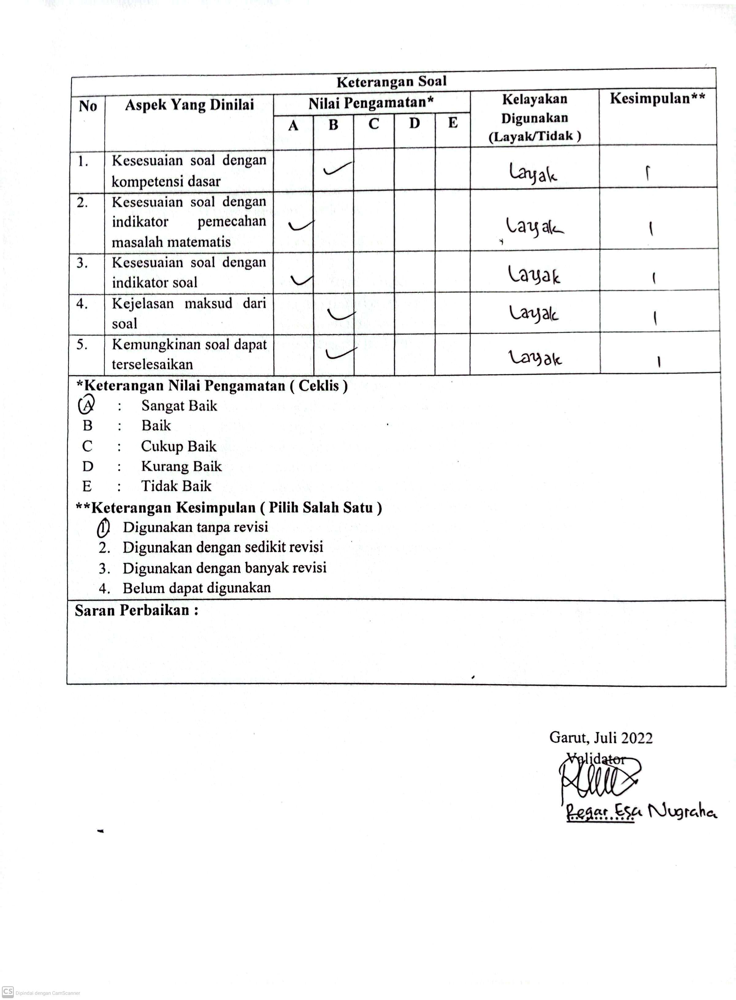 Keterangan Soal
No Aspek Yang Dinilai Nilai Pengamatan* Kelayakan Digunakan (Layak/Tidak ) Kesimpulan**
A B C D E
1. Kesesuaian soal dengan kompetensi dasar ✓ Layak 1
2. Kesesuaian soal dengan indikator pemecahan masalah matematis ✓ Layak 1
3. Kesesuaian soal dengan indikator soal ✓ Layak 1
4. Kejelasan maksud dari soal ✓ Layak 1
5. Kemungkinan soal dapat terselesaikan ✓ Layak 1
*Keterangan Nilai Pengamatan ( Ceklis )
A : Sangat Baik
B : Baik
C : Cukup Baik
D : Kurang Baik
E : Tidak Baik
**Keterangan Kesimpulan ( Pilih Salah Satu )
1. Digunakan tanpa revisi
2. Digunakan dengan sedikit revisi
3. Digunakan dengan banyak revisi
4. Belum dapat digunakan
Saran Perbaikan :
Garut, Juli 2022
Validator
Regar Esa Nugraha
CS Dipindai dengan CamScanner